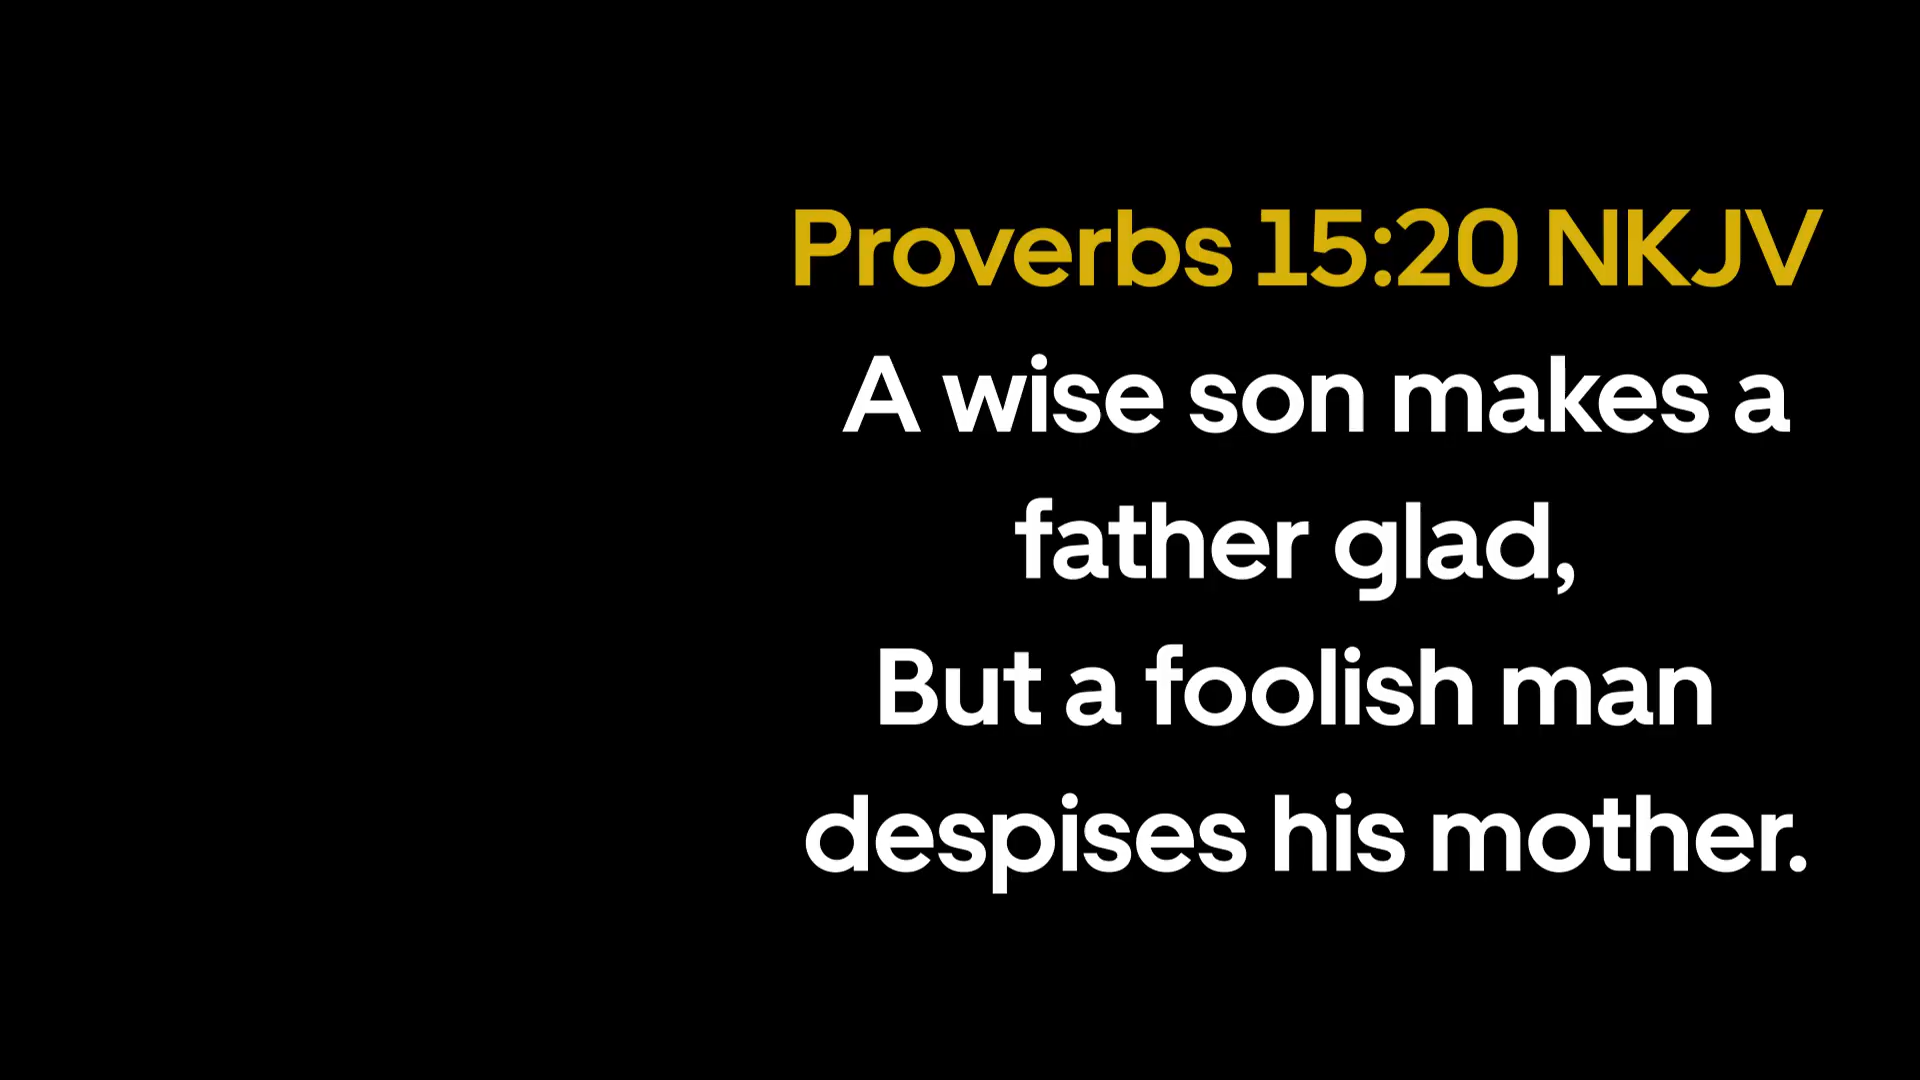 Proverbs 15:20 NKJV
A wise son makes a
father glad,
But a foolish man
despises his mother.